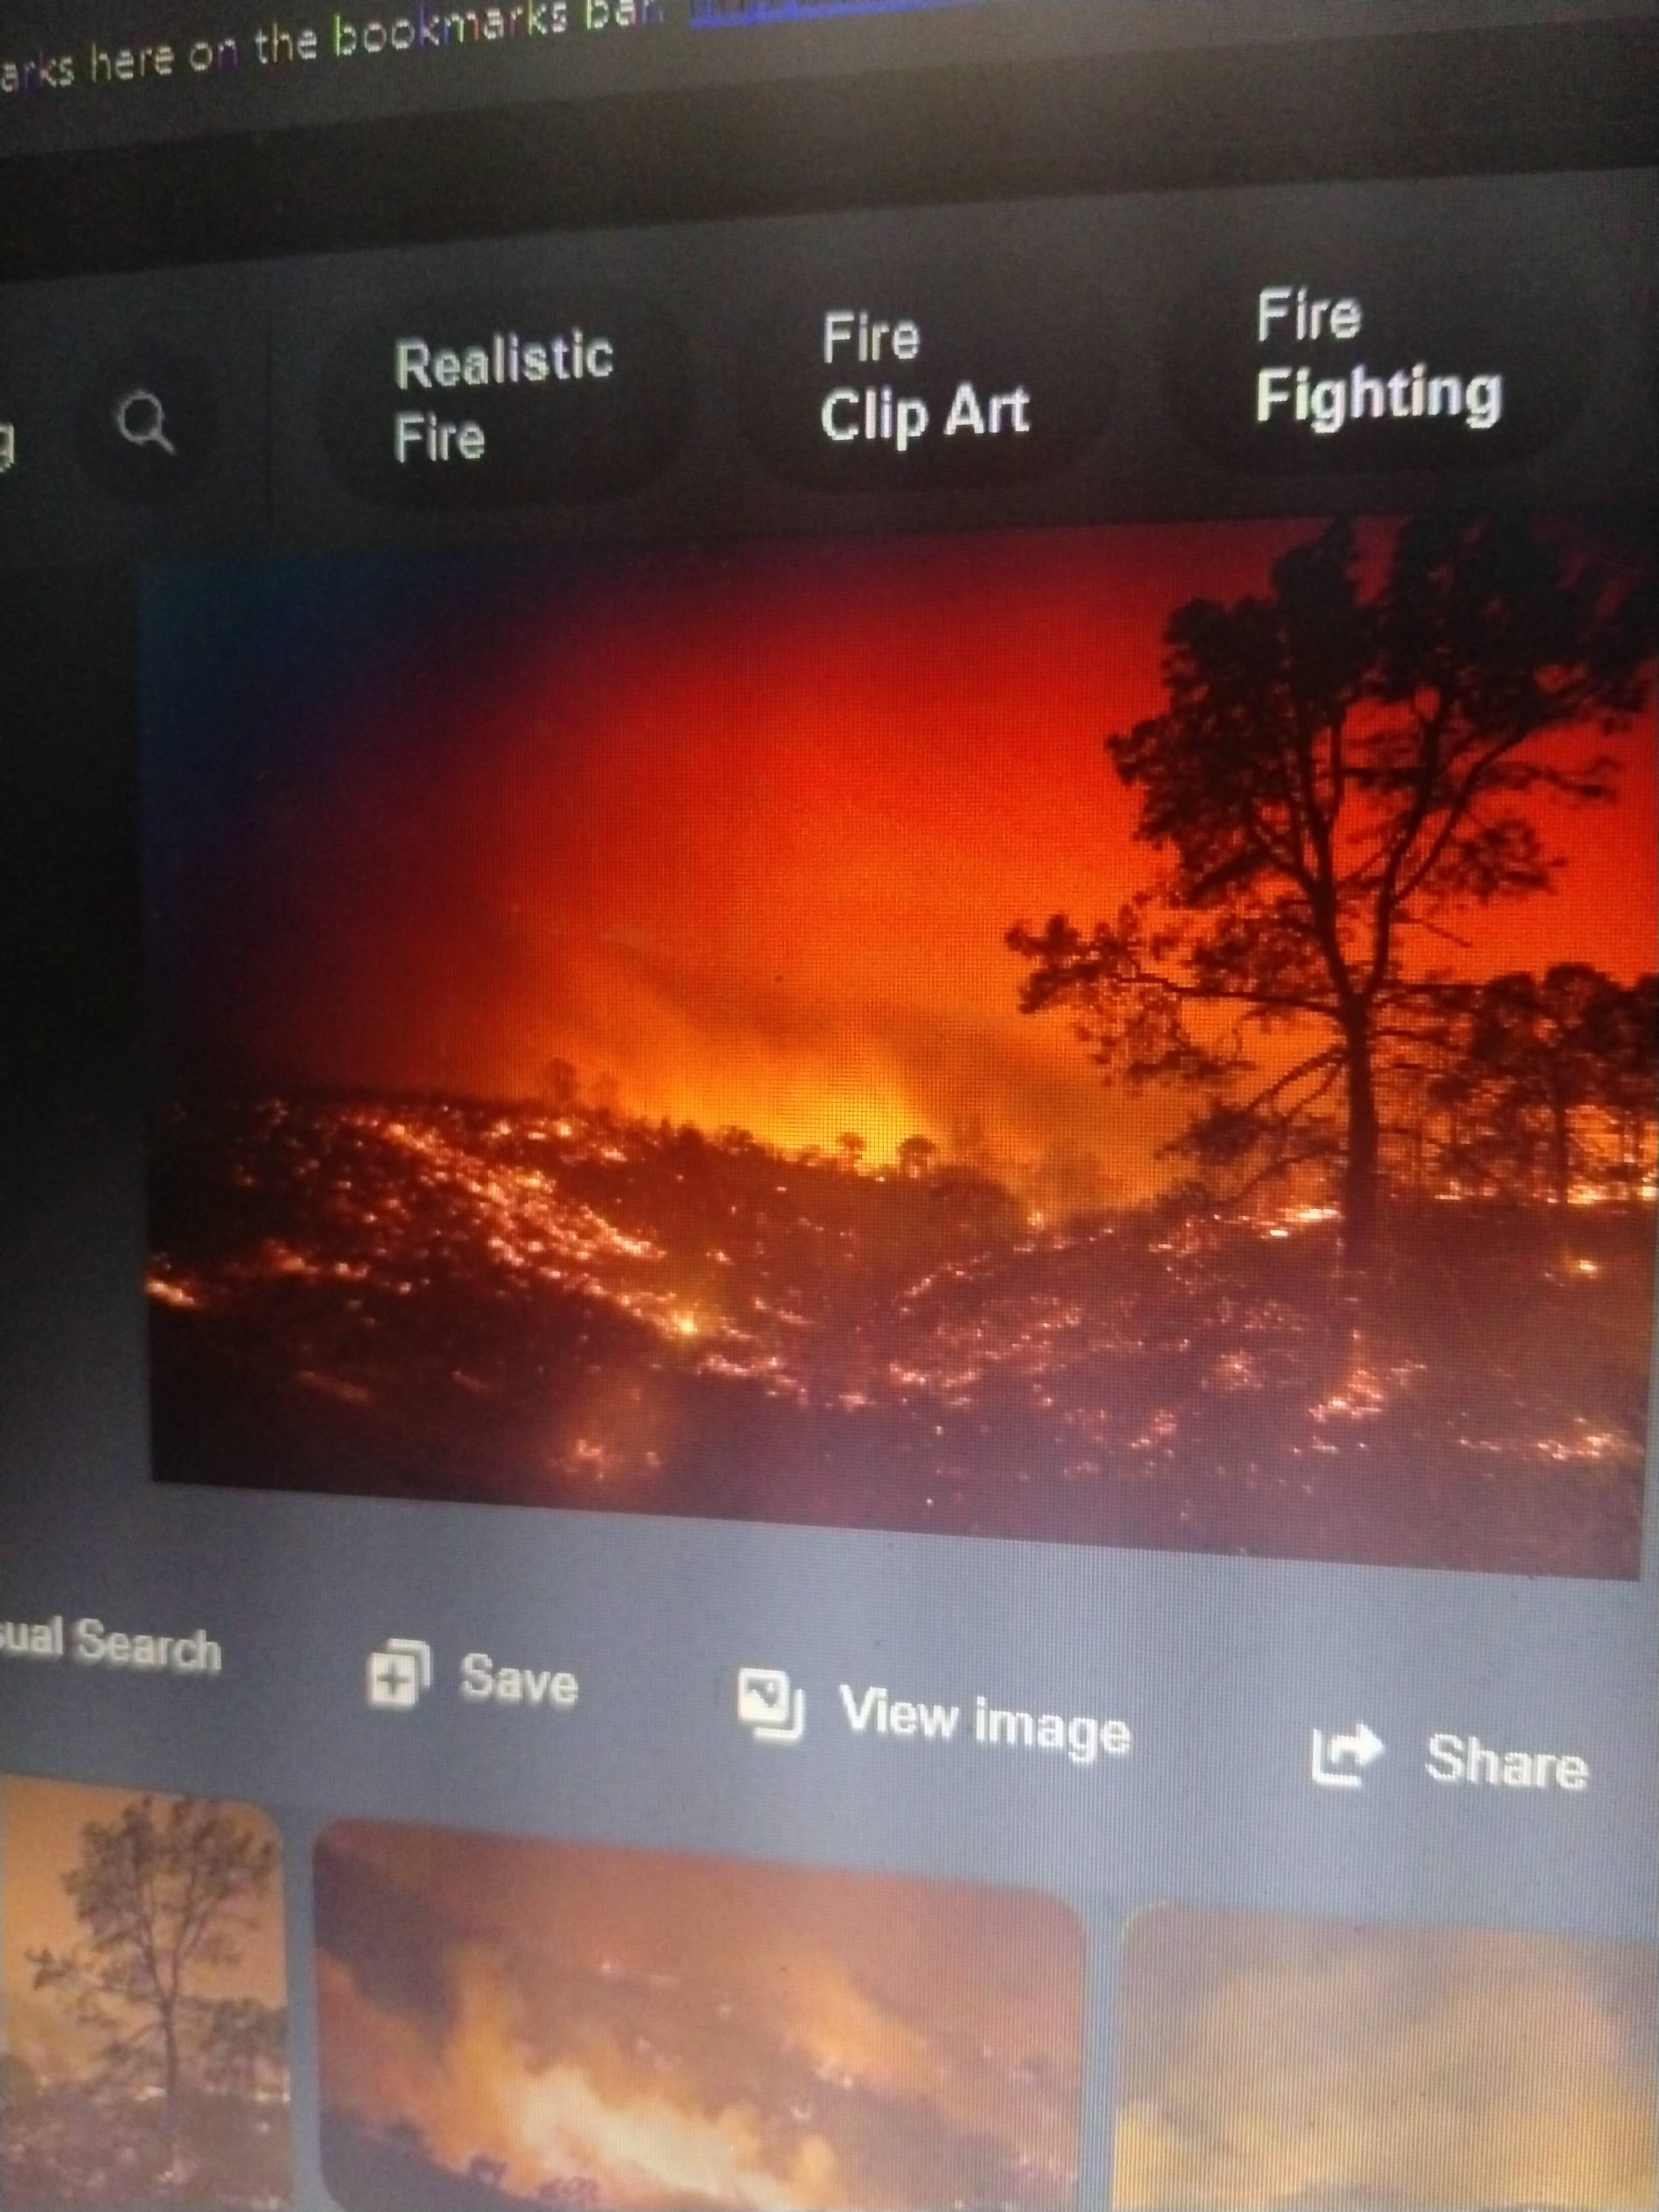 arks here on the bookmarks bar.
g
Realistic
Fire
Fire
Clip Art
Fire
Fighting
sual Search
Save
View image
Share